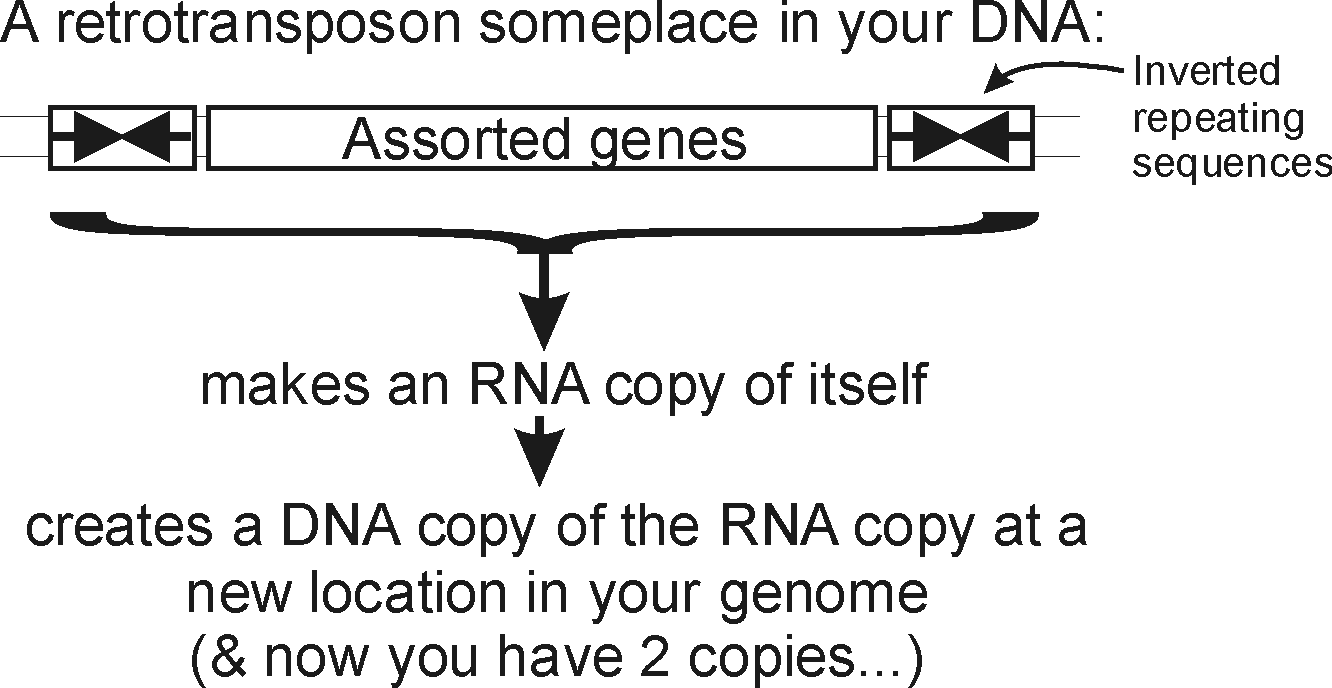 A retrotransposon someplace in your DNA:
Inverted
repeating
sequences
Assorted genes
makes an RNA copy of itself
creates a DNA copy of the RNA copy at a
new location in your genome
(& now you have 2 copies...)